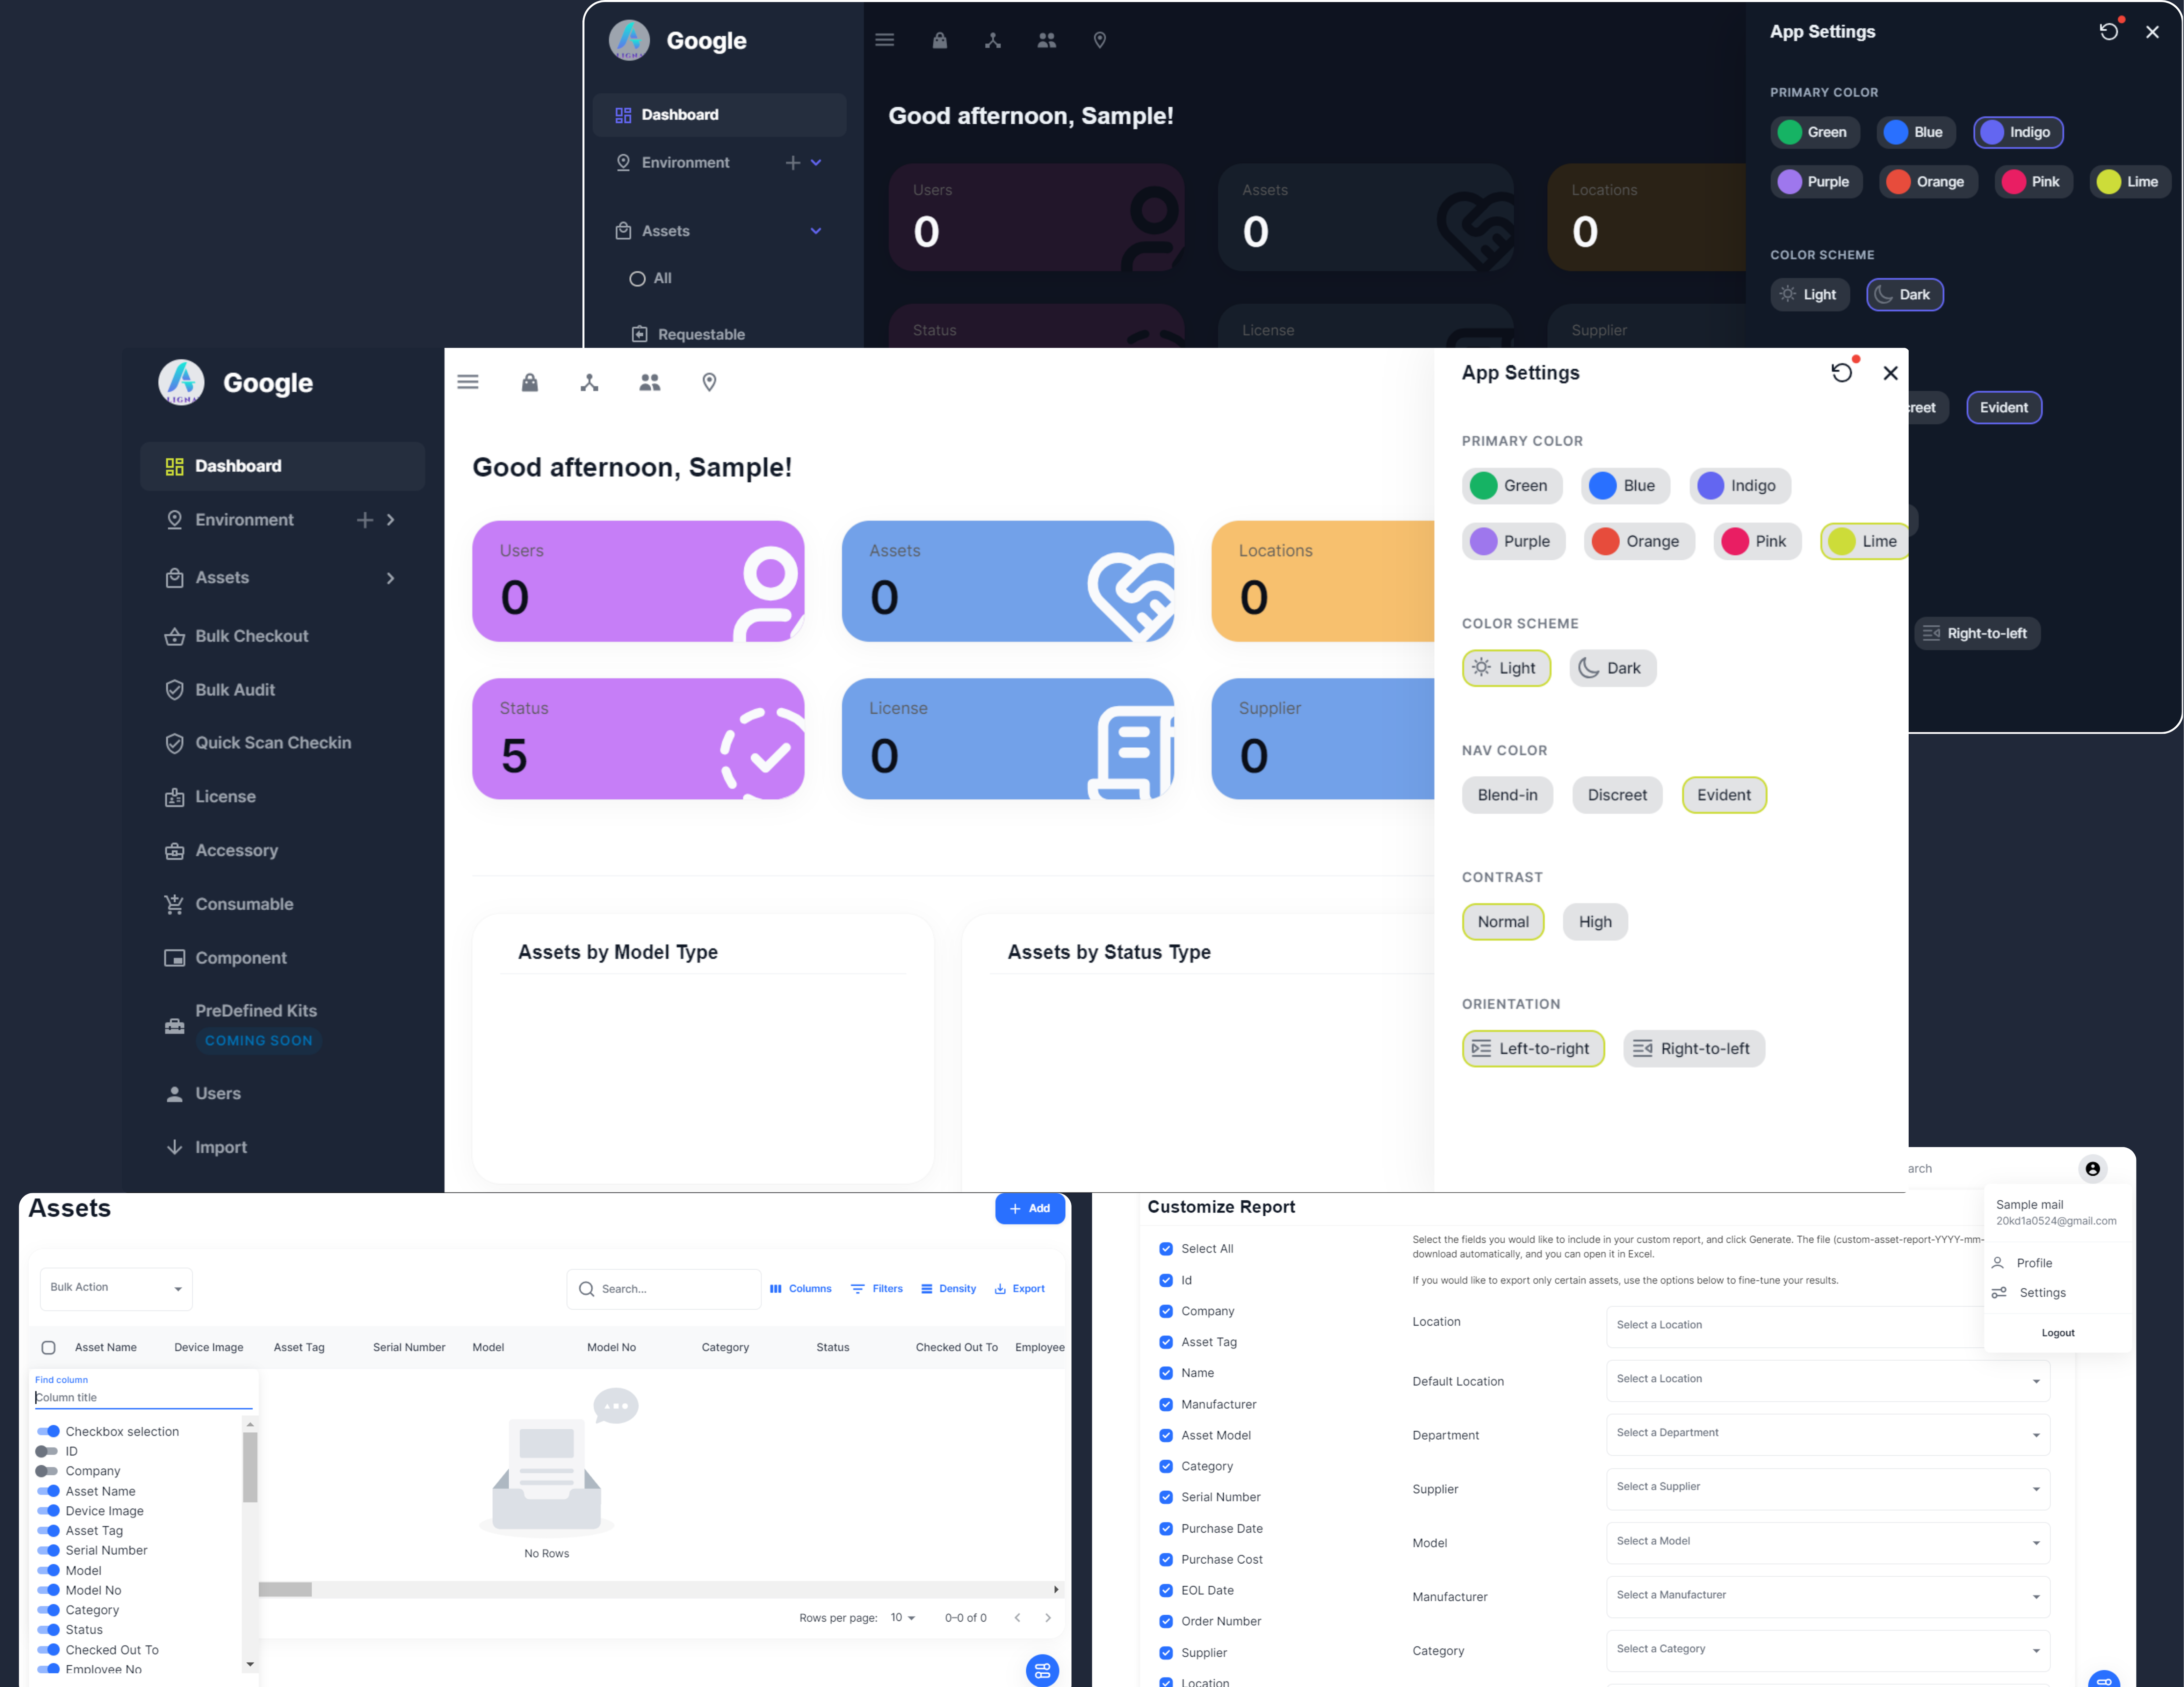 Google
App Settings
Dashboard
Environment
Assets
All
Requestable
Good afternoon, Sample!
Users
0
Assets
0
Locations
0
Status
License
Supplier
PRIMARY COLOR
Green Blue Indigo
Purple Orange Pink Lime
COLOR SCHEME
Light Dark
creet Evident
Right-to-left
LIGN
Google
Dashboard
Environment
Assets
Bulk Checkout
Bulk Audit
Quick Scan Checkin
License
Accessory
Consumable
Component
PreDefined Kits
COMING SOON
Users
Import
Good afternoon, Sample!
Users
0
Assets
0
Locations
0
Status
5
License
0
Supplier
0
Assets by Model Type
Assets by Status Type
App Settings
PRIMARY COLOR
Green Blue Indigo
Purple Orange Pink Lime
COLOR SCHEME
Light Dark
NAV COLOR
Blend-in Discreet Evident
CONTRAST
Normal High
ORIENTATION
Left-to-right Right-to-left
Assets
Add
Bulk Action
Search...
Columns Filters Density Export
Asset Name Device Image Asset Tag Serial Number Model Model No Category Status Checked Out To Employee
Find column
Column title
Checkbox selection
ID
Company
Asset Name
Device Image
Asset Tag
Serial Number
Model
Model No
Category
Status
Checked Out To
Employee No
No Rows
Rows per page: 10 0–0 of 0
arch
Sample mail
20kd1a0524@gmail.com
Profile
Settings
Logout
Customize Report
Select All
Id
Company
Asset Tag
Name
Manufacturer
Asset Model
Category
Serial Number
Purchase Date
Purchase Cost
EOL Date
Order Number
Supplier
Location
Select the fields you would like to include in your custom report, and click Generate. The file (custom-asset-report-YYYY-mm-
download automatically, and you can open it in Excel.
If you would like to export only certain assets, use the options below to fine-tune your results.
Location Select a Location
Default Location Select a Location
Department Select a Department
Supplier Select a Supplier
Model Select a Model
Manufacturer Select a Manufacturer
Category Select a Category